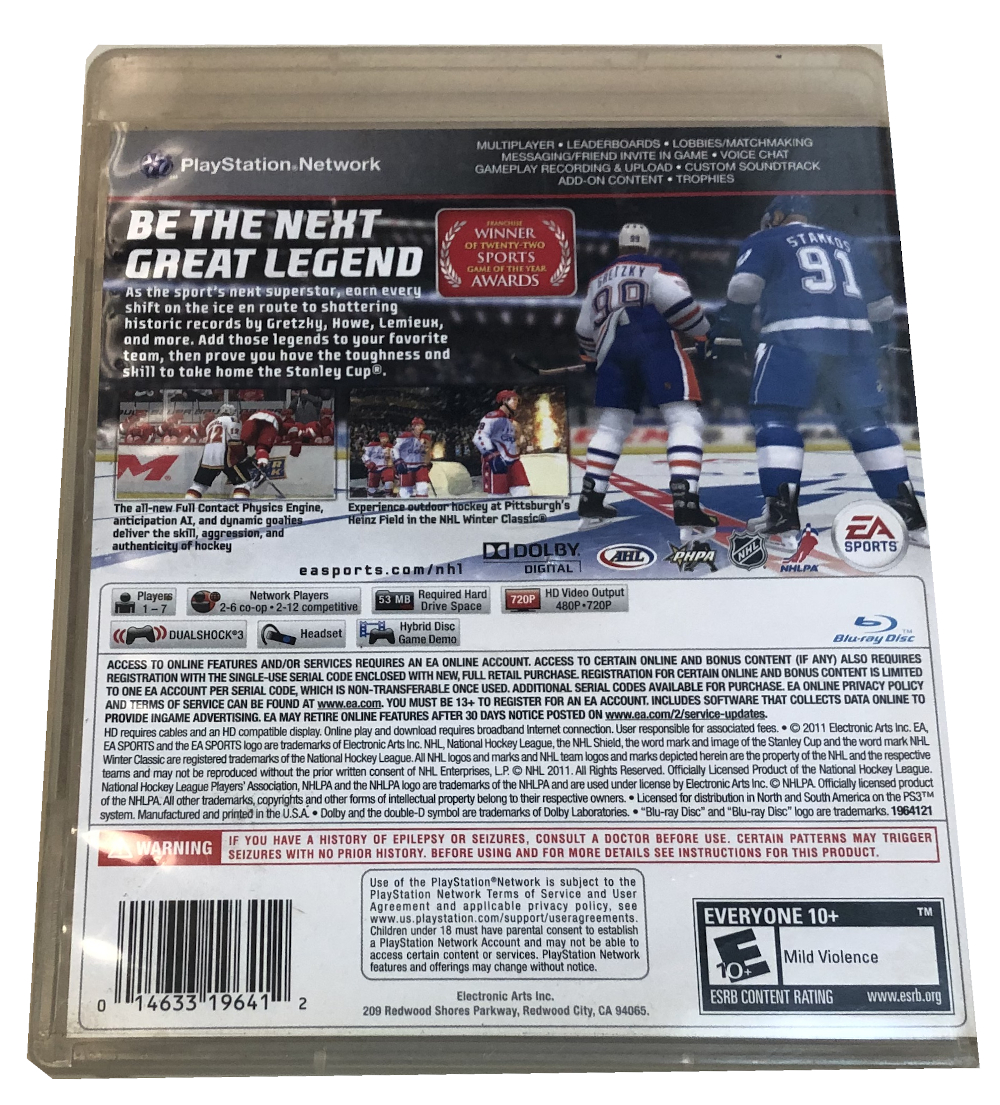 PlayStation®Network
MULTIPLAYER • LEADERBOARDS • LOBBIES/MATCHMAKING
MESSAGING/FRIEND INVITE IN GAME • VOICE CHAT
GAMEPLAY RECORDING & UPLOAD • CUSTOM SOUNDTRACK
ADD-ON CONTENT • TROPHIES
BE THE NEXT
GREAT LEGEND
FRANCHISE
WINNER
OF TWENTY-TWO
SPORTS
GAME OF THE YEAR
AWARDS
99
GRETZKY
99
STAMKOS
91
As the sport's next superstar, earn every
shift on the ice en route to shattering
historic records by Gretzky, Howe, Lemieux,
and more. Add those legends to your favorite
team, then prove you have the toughness and
skill to take home the Stanley Cup®.
12
The all-new Full Contact Physics Engine,
anticipation AI, and dynamic goalies
deliver the skill, aggression, and
authenticity of hockey
Experience outdoor hockey at Pittsburgh's
Heinz Field in the NHL Winter Classic®
easports.com/nhl
DOLBY
DIGITAL
AHL
PHPA
NHL
NHLPA
EA
SPORTS
Players
1 – 7
Network Players
2-6 co-op • 2-12 competitive
53 MB
Required Hard
Drive Space
720P
HD Video Output
480P•720P
DUALSHOCK®3
Headset
Hybrid Disc
Game Demo
Blu-ray Disc™
ACCESS TO ONLINE FEATURES AND/OR SERVICES REQUIRES AN EA ONLINE ACCOUNT. ACCESS TO CERTAIN ONLINE AND BONUS CONTENT (IF ANY) ALSO REQUIRES
REGISTRATION WITH THE SINGLE-USE SERIAL CODE ENCLOSED WITH NEW, FULL RETAIL PURCHASE. REGISTRATION FOR CERTAIN ONLINE AND BONUS CONTENT IS LIMITED
TO ONE EA ACCOUNT PER SERIAL CODE, WHICH IS NON-TRANSFERABLE ONCE USED. ADDITIONAL SERIAL CODES AVAILABLE FOR PURCHASE. EA ONLINE PRIVACY POLICY
AND TERMS OF SERVICE CAN BE FOUND AT www.ea.com. YOU MUST BE 13+ TO REGISTER FOR AN EA ACCOUNT. INCLUDES SOFTWARE THAT COLLECTS DATA ONLINE TO
PROVIDE INGAME ADVERTISING. EA MAY RETIRE ONLINE FEATURES AFTER 30 DAYS NOTICE POSTED ON www.ea.com/2/service-updates.
HD requires cables and an HD compatible display. Online play and download requires broadband Internet connection. User responsible for associated fees. • © 2011 Electronic Arts Inc. EA,
EA SPORTS and the EA SPORTS logo are trademarks of Electronic Arts Inc. NHL, National Hockey League, the NHL Shield, the word mark and image of the Stanley Cup and the word mark NHL
Winter Classic are registered trademarks of the National Hockey League. All NHL logos and marks and NHL team logos and marks depicted herein are the property of the NHL and the respective
teams and may not be reproduced without the prior written consent of NHL Enterprises, L.P. © NHL 2011. All Rights Reserved. Officially Licensed Product of the National Hockey League.
National Hockey League Players' Association, NHLPA and the NHLPA logo are trademarks of the NHLPA and are used under license by Electronic Arts Inc. © NHLPA. Officially licensed product
of the NHLPA. All other trademarks, copyrights and other forms of intellectual property belong to their respective owners. • Licensed for distribution in North and South America on the PS3™
system. Manufactured and printed in the U.S.A. • Dolby and the double-D symbol are trademarks of Dolby Laboratories. • "Blu-ray Disc" and "Blu-ray Disc" logo are trademarks. 1964121
WARNING
IF YOU HAVE A HISTORY OF EPILEPSY OR SEIZURES, CONSULT A DOCTOR BEFORE USE. CERTAIN PATTERNS MAY TRIGGER
SEIZURES WITH NO PRIOR HISTORY. BEFORE USING AND FOR MORE DETAILS SEE INSTRUCTIONS FOR THIS PRODUCT.
Use of the PlayStation®Network is subject to the
PlayStation Network Terms of Service and User
Agreement and applicable privacy policy, see
www.us.playstation.com/support/useragreements.
Children under 18 must have parental consent to establish
a PlayStation Network Account and may not be able to
access certain content or services. PlayStation Network
features and offerings may change without notice.
Electronic Arts Inc.
209 Redwood Shores Parkway, Redwood City, CA 94065.
0 14633 19641 2
EVERYONE 10+ ™
E
10+
Mild Violence
ESRB CONTENT RATING www.esrb.org